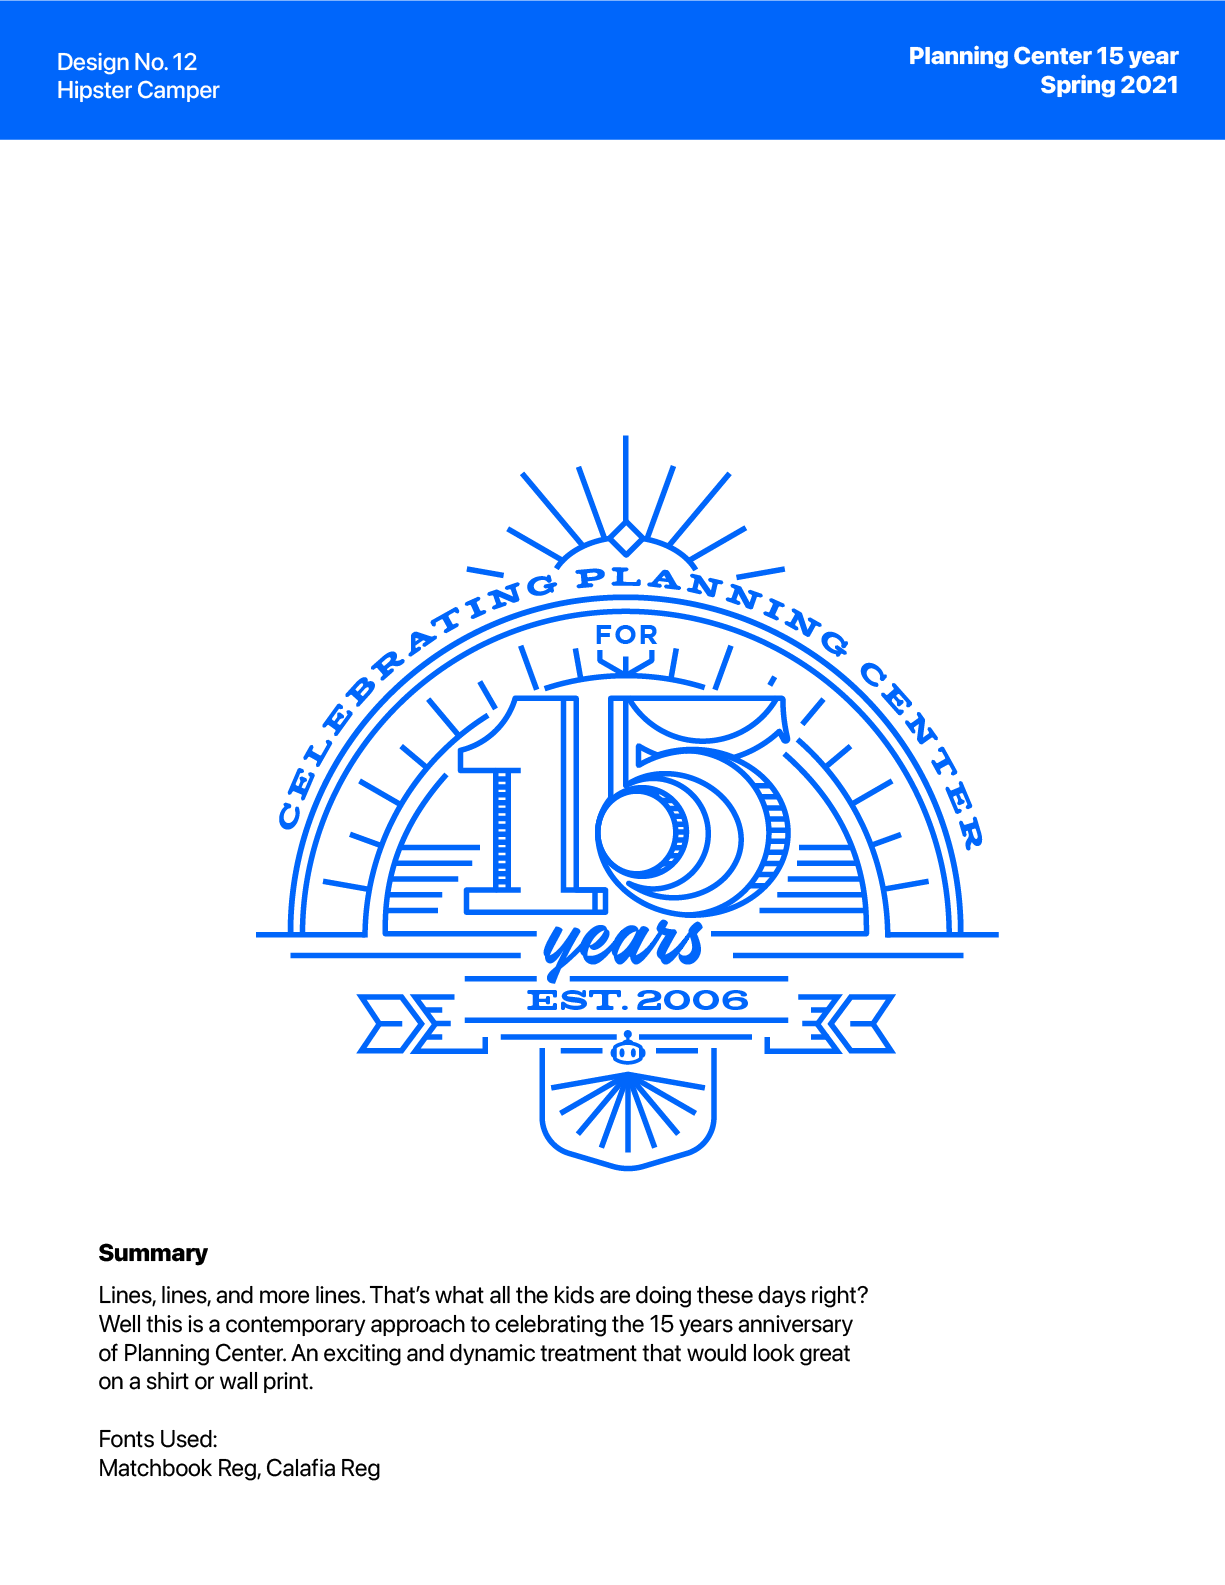 Design No. 12
Hipster Camper
Planning Center 15 year
Spring 2021
CELEBRATING PLANNING CENTER
FOR
15
years
EST. 2006
Summary
Lines, lines, and more lines. That’s what all the kids are doing these days right?
Well this is a contemporary approach to celebrating the 15 years anniversary
of Planning Center. An exciting and dynamic treatment that would look great
on a shirt or wall print.
Fonts Used:
Matchbook Reg, Calafia Reg